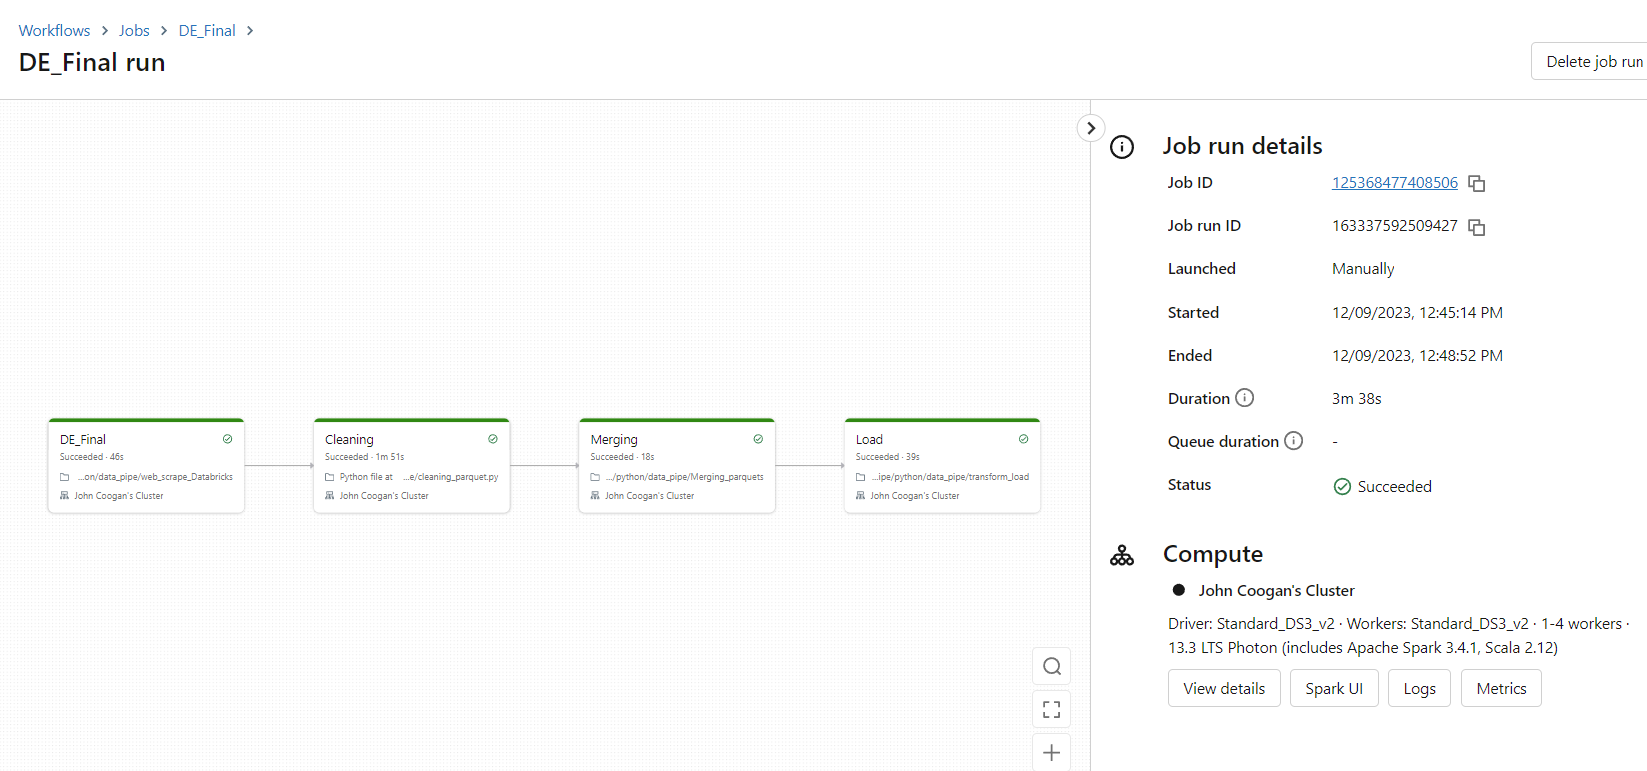 Workflows > Jobs > DE_Final >
DE_Final run
Delete job run
DE_Final
Succeeded · 46s
...on/data_pipe/web_scrape_Databricks
John Coogan's Cluster
Cleaning
Succeeded · 1m 51s
Python file at ...e/cleaning_parquet.py
John Coogan's Cluster
Merging
Succeeded · 18s
.../python/data_pipe/Merging_parquets
John Coogan's Cluster
Load
Succeeded · 39s
...ipe/python/data_pipe/transform_load
John Coogan's Cluster
Job run details
Job ID 125368477408506
Job run ID 163337592509427
Launched Manually
Started 12/09/2023, 12:45:14 PM
Ended 12/09/2023, 12:48:52 PM
Duration 3m 38s
Queue duration -
Status Succeeded
Compute
John Coogan's Cluster
Driver: Standard_DS3_v2 · Workers: Standard_DS3_v2 · 1-4 workers ·
13.3 LTS Photon (includes Apache Spark 3.4.1, Scala 2.12)
View details Spark UI Logs Metrics